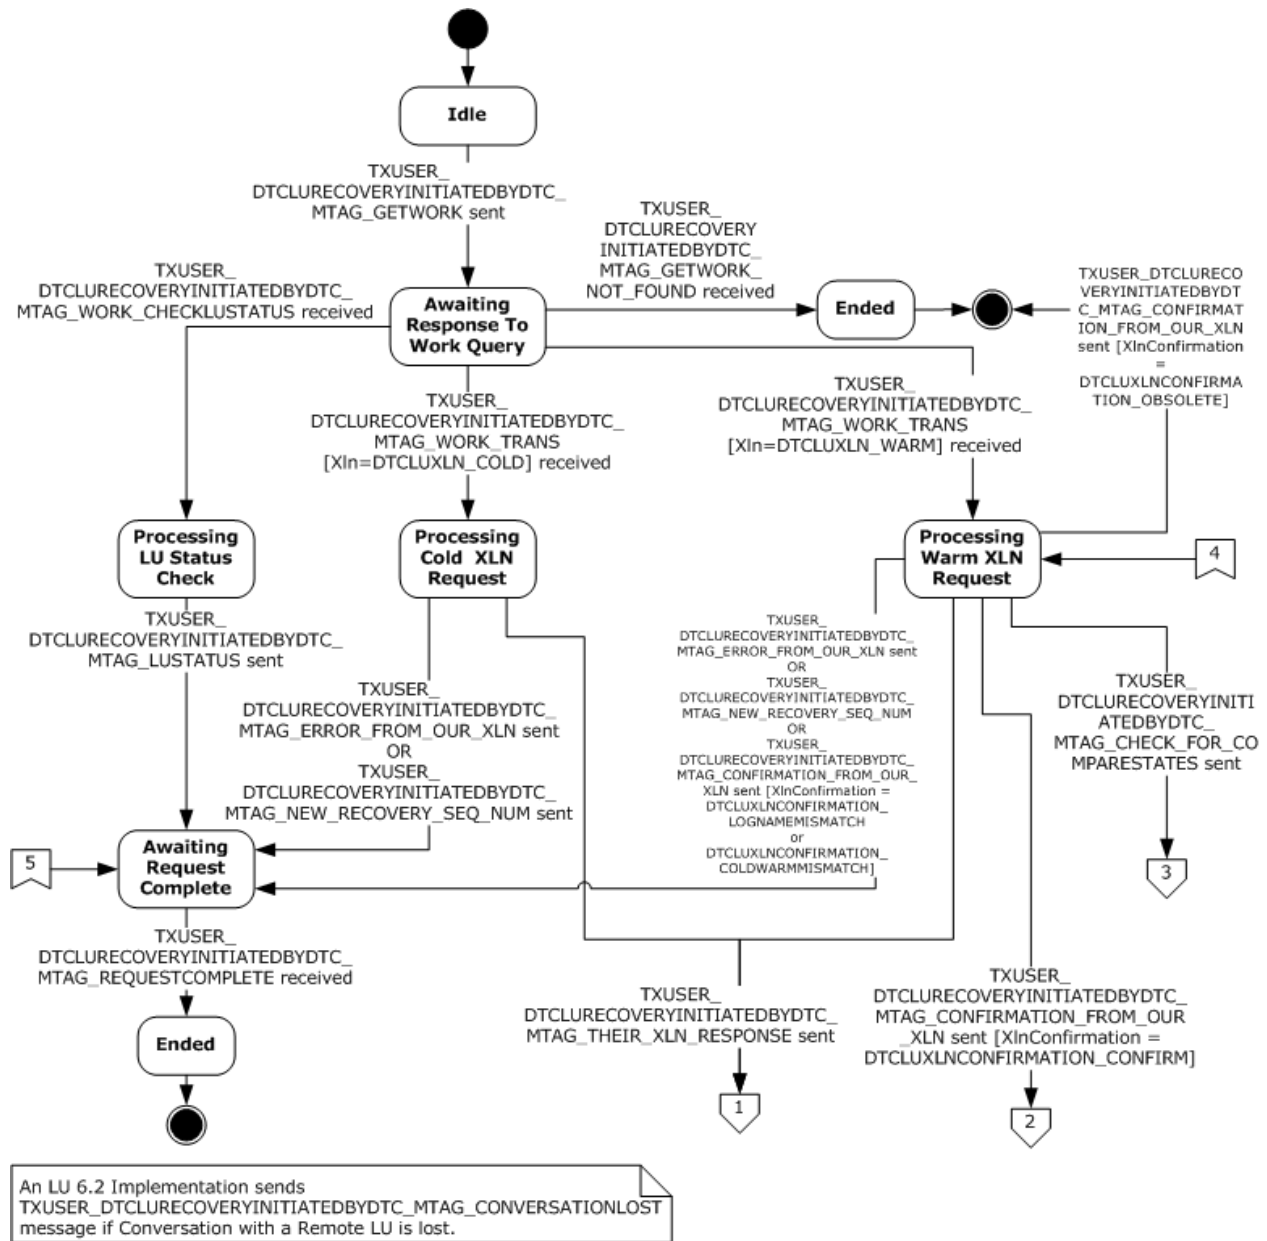 Idle
TXUSER_
DTCLURECOVERYINITIATEDBYDTC_
MTAG_GETWORK sent
TXUSER_
DTCLURECOVERY
INITIATEDBYDTC_
MTAG_GETWORK_
NOT_FOUND received
TXUSER_
DTCLURECOVERYINITIATEDBYDTC_
MTAG_WORK_CHECKLUSTATUS received
Awaiting
Response To
Work Query
Ended
TXUSER_DTCLURECO
VERYINITIATEDBYDT
C_MTAG_CONFIRMAT
ION_FROM_OUR_XLN
sent [XlnConfirmation
=
DTCLUXLNCONFIRMA
TION_OBSOLETE]
TXUSER_
DTCLURECOVERYINITIATEDBYDTC_
MTAG_WORK_TRANS
[Xln=DTCLUXLN_COLD] received
TXUSER_
DTCLURECOVERYINITIATEDBYDTC_
MTAG_WORK_TRANS
[Xln=DTCLUXLN_WARM] received
Processing
LU Status
Check
Processing
Cold XLN
Request
Processing
Warm XLN
Request
4
TXUSER_
DTCLURECOVERYINITIATEDBYDTC_
MTAG_LUSTATUS sent
TXUSER_
DTCLURECOVERYINITIATEDBYDTC_
MTAG_ERROR_FROM_OUR_XLN sent
OR
TXUSER_
DTCLURECOVERYINITIATEDBYDTC_
MTAG_NEW_RECOVERY_SEQ_NUM sent
TXUSER_
DTCLURECOVERYINITIATEDBYDTC_
MTAG_ERROR_FROM_OUR_XLN sent
OR
TXUSER_
DTCLURECOVERYINITIATEDBYDTC_
MTAG_NEW_RECOVERY_SEQ_NUM
OR
TXUSER_
DTCLURECOVERYINITIATEDBYDTC_
MTAG_CONFIRMATION_FROM_OUR_
XLN sent [XlnConfirmation =
DTCLUXLNCONFIRMATION_
LOGNAMEMISMATCH
or
DTCLUXLNCONFIRMATION_
COLDWARMMISMATCH]
TXUSER_
DTCLURECOVERYINITI
ATEDBYDTC_
MTAG_CHECK_FOR_CO
MPARESTATES sent
5
Awaiting
Request
Complete
3
TXUSER_
DTCLURECOVERYINITIATEDBYDTC_
MTAG_REQUESTCOMPLETE received
TXUSER_
DTCLURECOVERYINITIATEDBYDTC_
MTAG_THEIR_XLN_RESPONSE sent
TXUSER_
DTCLURECOVERYINITIATEDBYDTC_
MTAG_CONFIRMATION_FROM_OUR
_XLN sent [XlnConfirmation =
DTCLUXLNCONFIRMATION_CONFIRM]
Ended
1
2
An LU 6.2 Implementation sends
TXUSER_DTCLURECOVERYINITIATEDBYDTC_MTAG_CONVERSATIONLOST
message if Conversation with a Remote LU is lost.